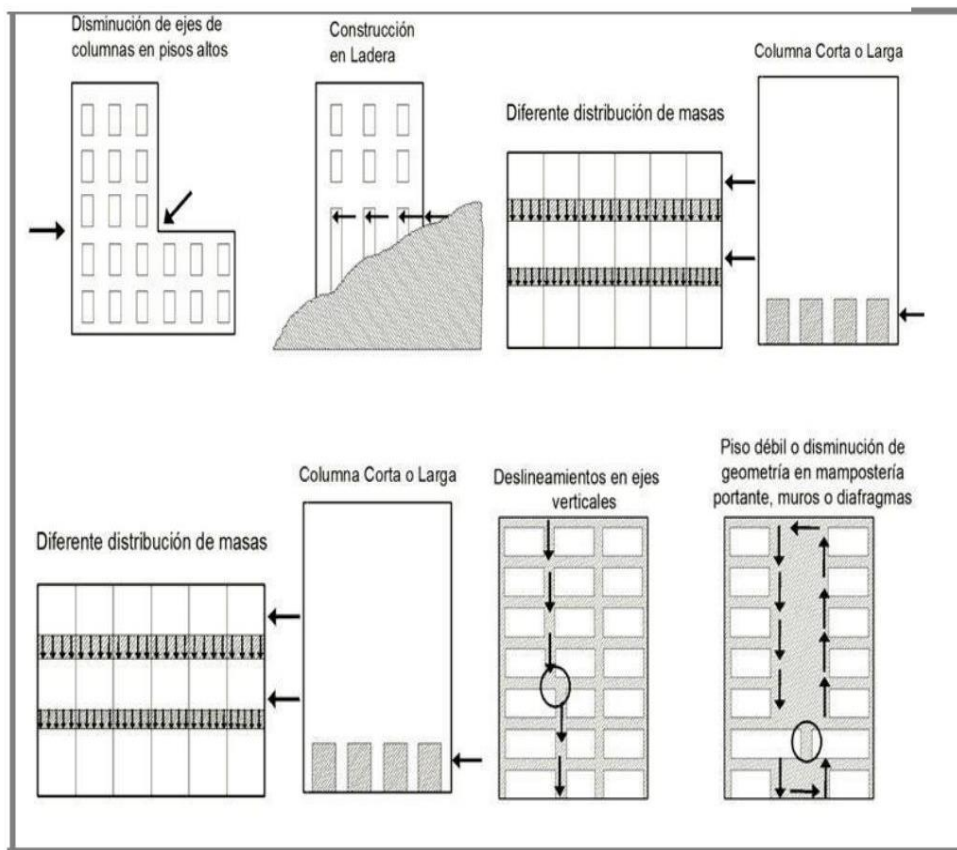 Disminución de ejes de
columnas en pisos altos
Construcción
en Ladera
Diferente distribución de masas
Columna Corta o Larga
Diferente distribución de masas
Columna Corta o Larga
Deslineamientos en ejes
verticales
Piso débil o disminución de
geometría en mampostería
portante, muros o diafragmas